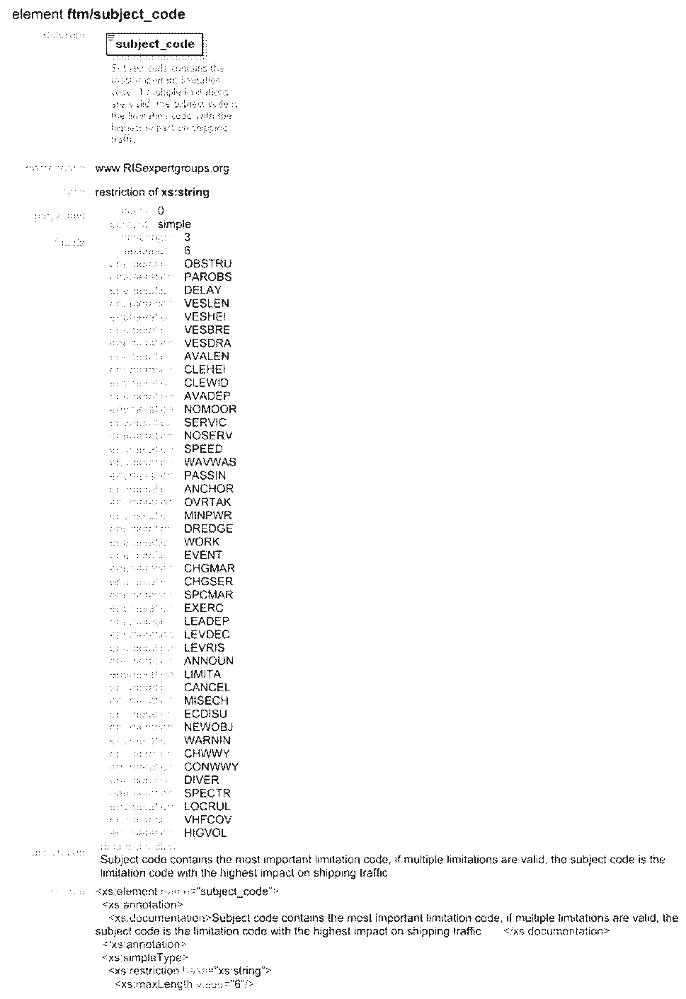 element ftm/subject_code
diagram
subject_code
Subject code contains the
most important limitation
code, if multiple limitations
are valid, the subject code is
the limitation code with the
highest impact on shipping
traffic
namespace www RISexpertgroups.org
type restriction of xs:string
properties 0
content simple
facets 3
6
enumeration OBSTRU
enumeration PAROBS
enumeration DELAY
enumeration VESLEN
enumeration VESHEI
enumeration VESBRE
enumeration VESDRA
enumeration AVALEN
enumeration CLEHEI
enumeration CLEWID
enumeration AVADEP
enumeration NOMOOR
enumeration SERVIC
enumeration NOSERV
enumeration SPEED
enumeration WAVWAS
enumeration PASSIN
enumeration ANCHOR
enumeration OVRTAK
enumeration MINPWR
enumeration DREDGE
enumeration WORK
enumeration EVENT
enumeration CHGMAR
enumeration CHGSER
enumeration SPCMAR
enumeration EXERC
enumeration LEADEP
enumeration LEVDEC
enumeration LEVRIS
enumeration ANNOUN
enumeration LIMITA
enumeration CANCEL
enumeration MISECH
enumeration ECDISU
enumeration NEWOBJ
enumeration WARNIN
enumeration CHWWY
enumeration CONWWY
enumeration DIVER
enumeration SPECTR
enumeration LOCRUL
enumeration VHFCOV
enumeration HIGVOL
annotation documentation
Subject code contains the most important limitation code, if multiple limitations are valid, the subject code is the
limitation code with the highest impact on shipping traffic
source <xs:element name="subject_code">
<xs:annotation>
<xs:documentation>Subject code contains the most important limitation code, if multiple limitations are valid, the
subject code is the limitation code with the highest impact on shipping traffic </xs:documentation>
</xs:annotation>
<xs:simpleType>
<xs:restriction base="xs:string">
<xs:maxLength value="6"/>